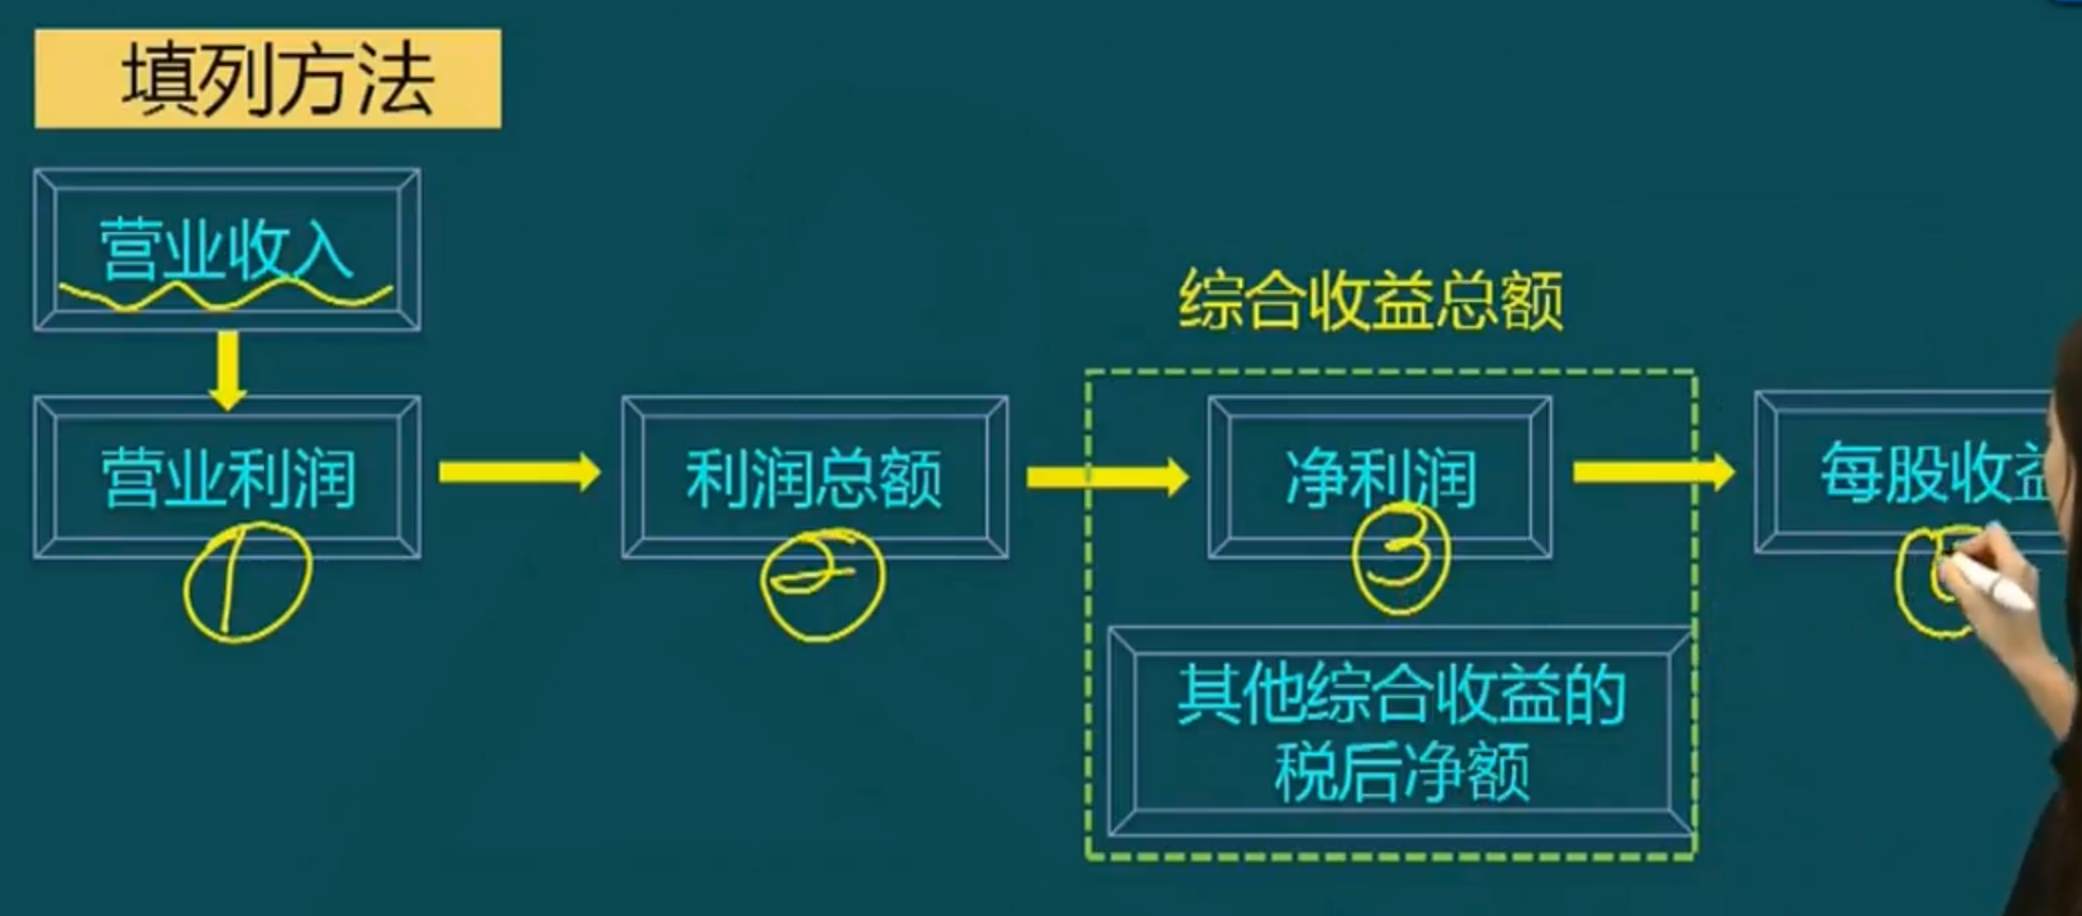 填列方法
营业收入
综合收益总额
营业利润
利润总额
净利润
每股收益
①
②
③
其他综合收益的
税后净额